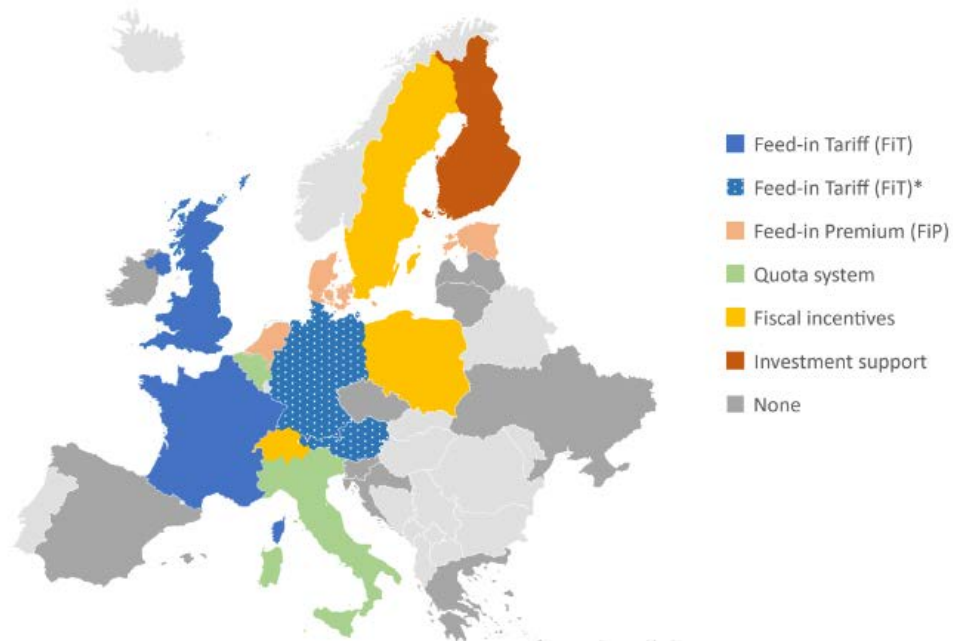 Feed-in Tariff (FiT)
Feed-in Tariff (FiT)*
Feed-in Premium (FiP)
Quota system
Fiscal incentives
Investment support
None